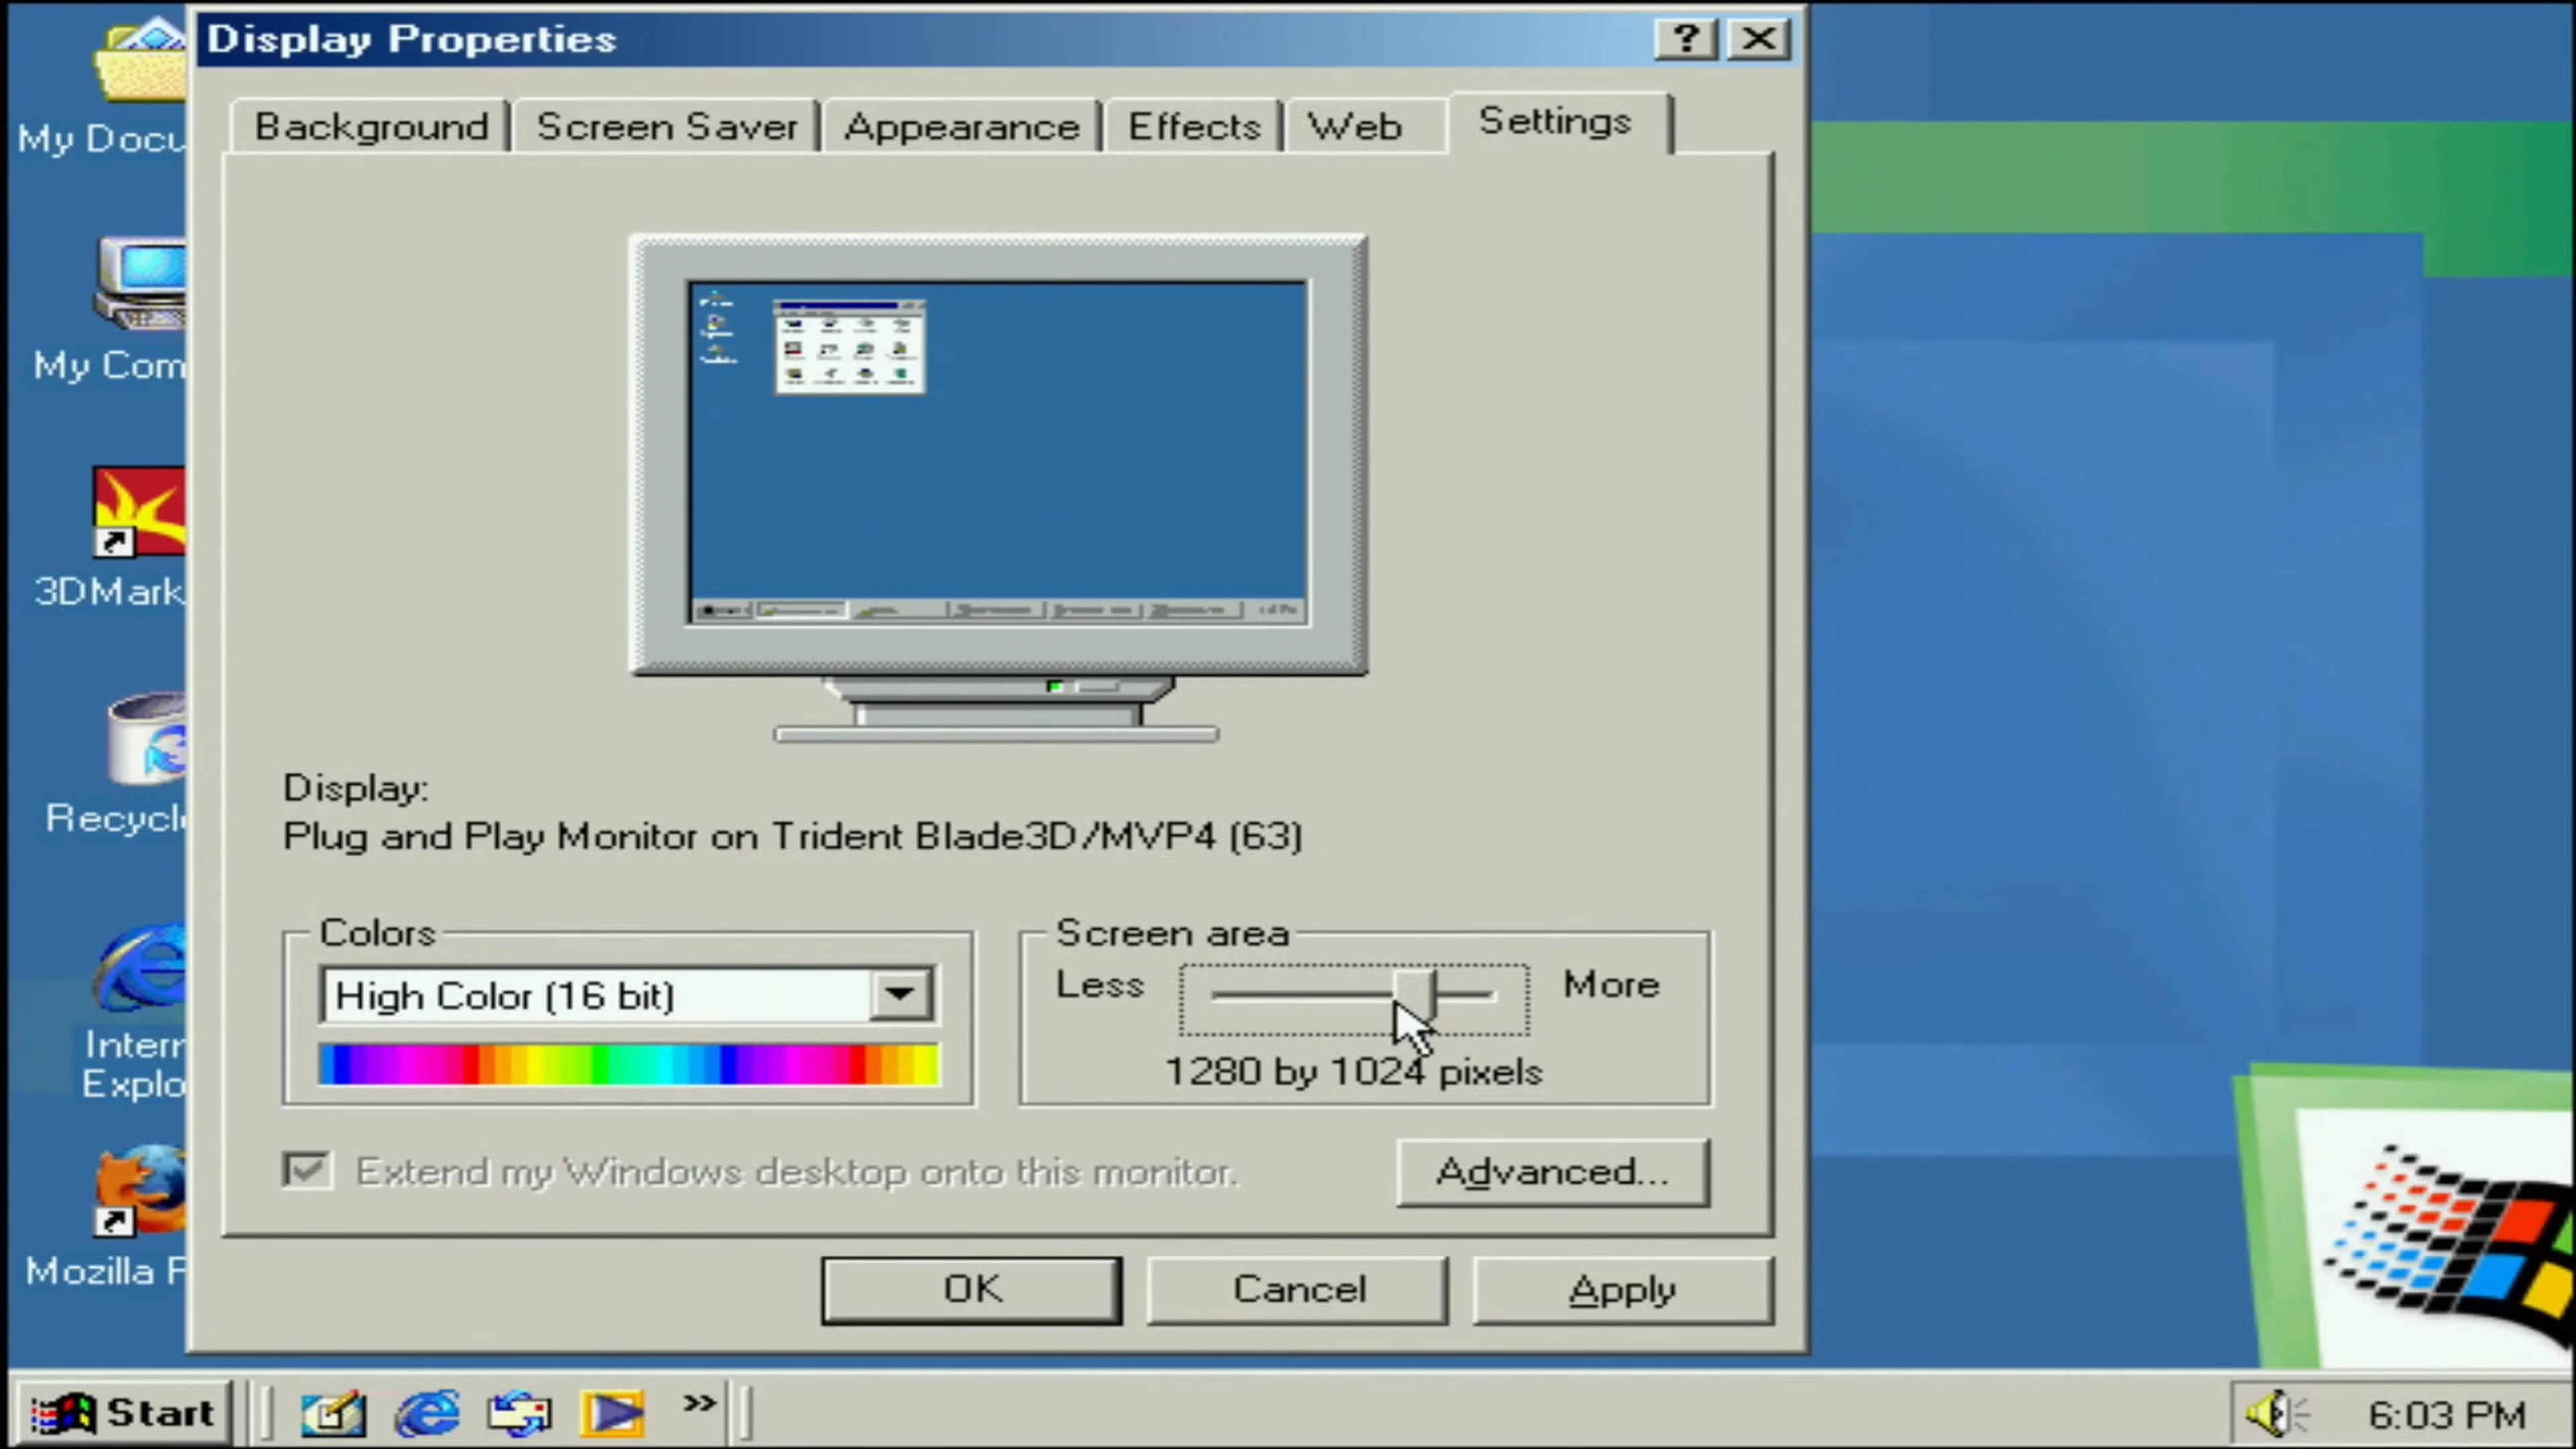 Display Properties
Background
Screen Saver
Appearance
Effects
Web
Settings
My Docu
My Com
3DMark
Recycl
Intern
Explo
Mozilla F
Display:
Plug and Play Monitor on Trident Blade3D/MVP4 (63)
Colors
High Color (16 bit)
Screen area
Less
More
1280 by 1024 pixels
Extend my Windows desktop onto this monitor.
Advanced...
OK
Cancel
Apply
Start
»
6:03 PM